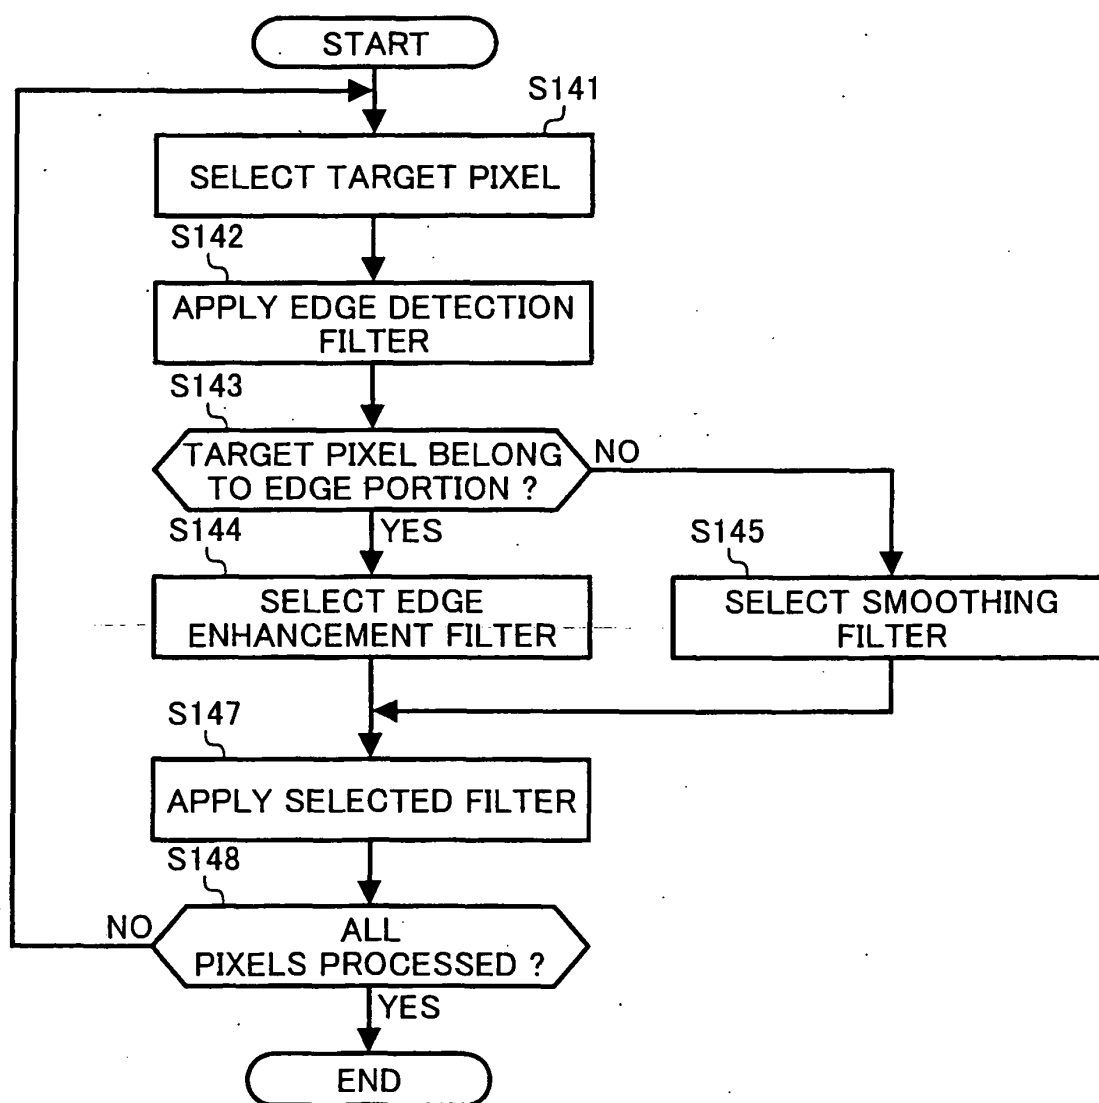 START
S141
SELECT TARGET PIXEL
S142
APPLY EDGE DETECTION
FILTER
S143
TARGET PIXEL BELONG
TO EDGE PORTION ?
NO
YES
S144
SELECT EDGE
ENHANCEMENT FILTER
S145
SELECT SMOOTHING
FILTER
S147
APPLY SELECTED FILTER
S148
NO
ALL
PIXELS PROCESSED ?
YES
END